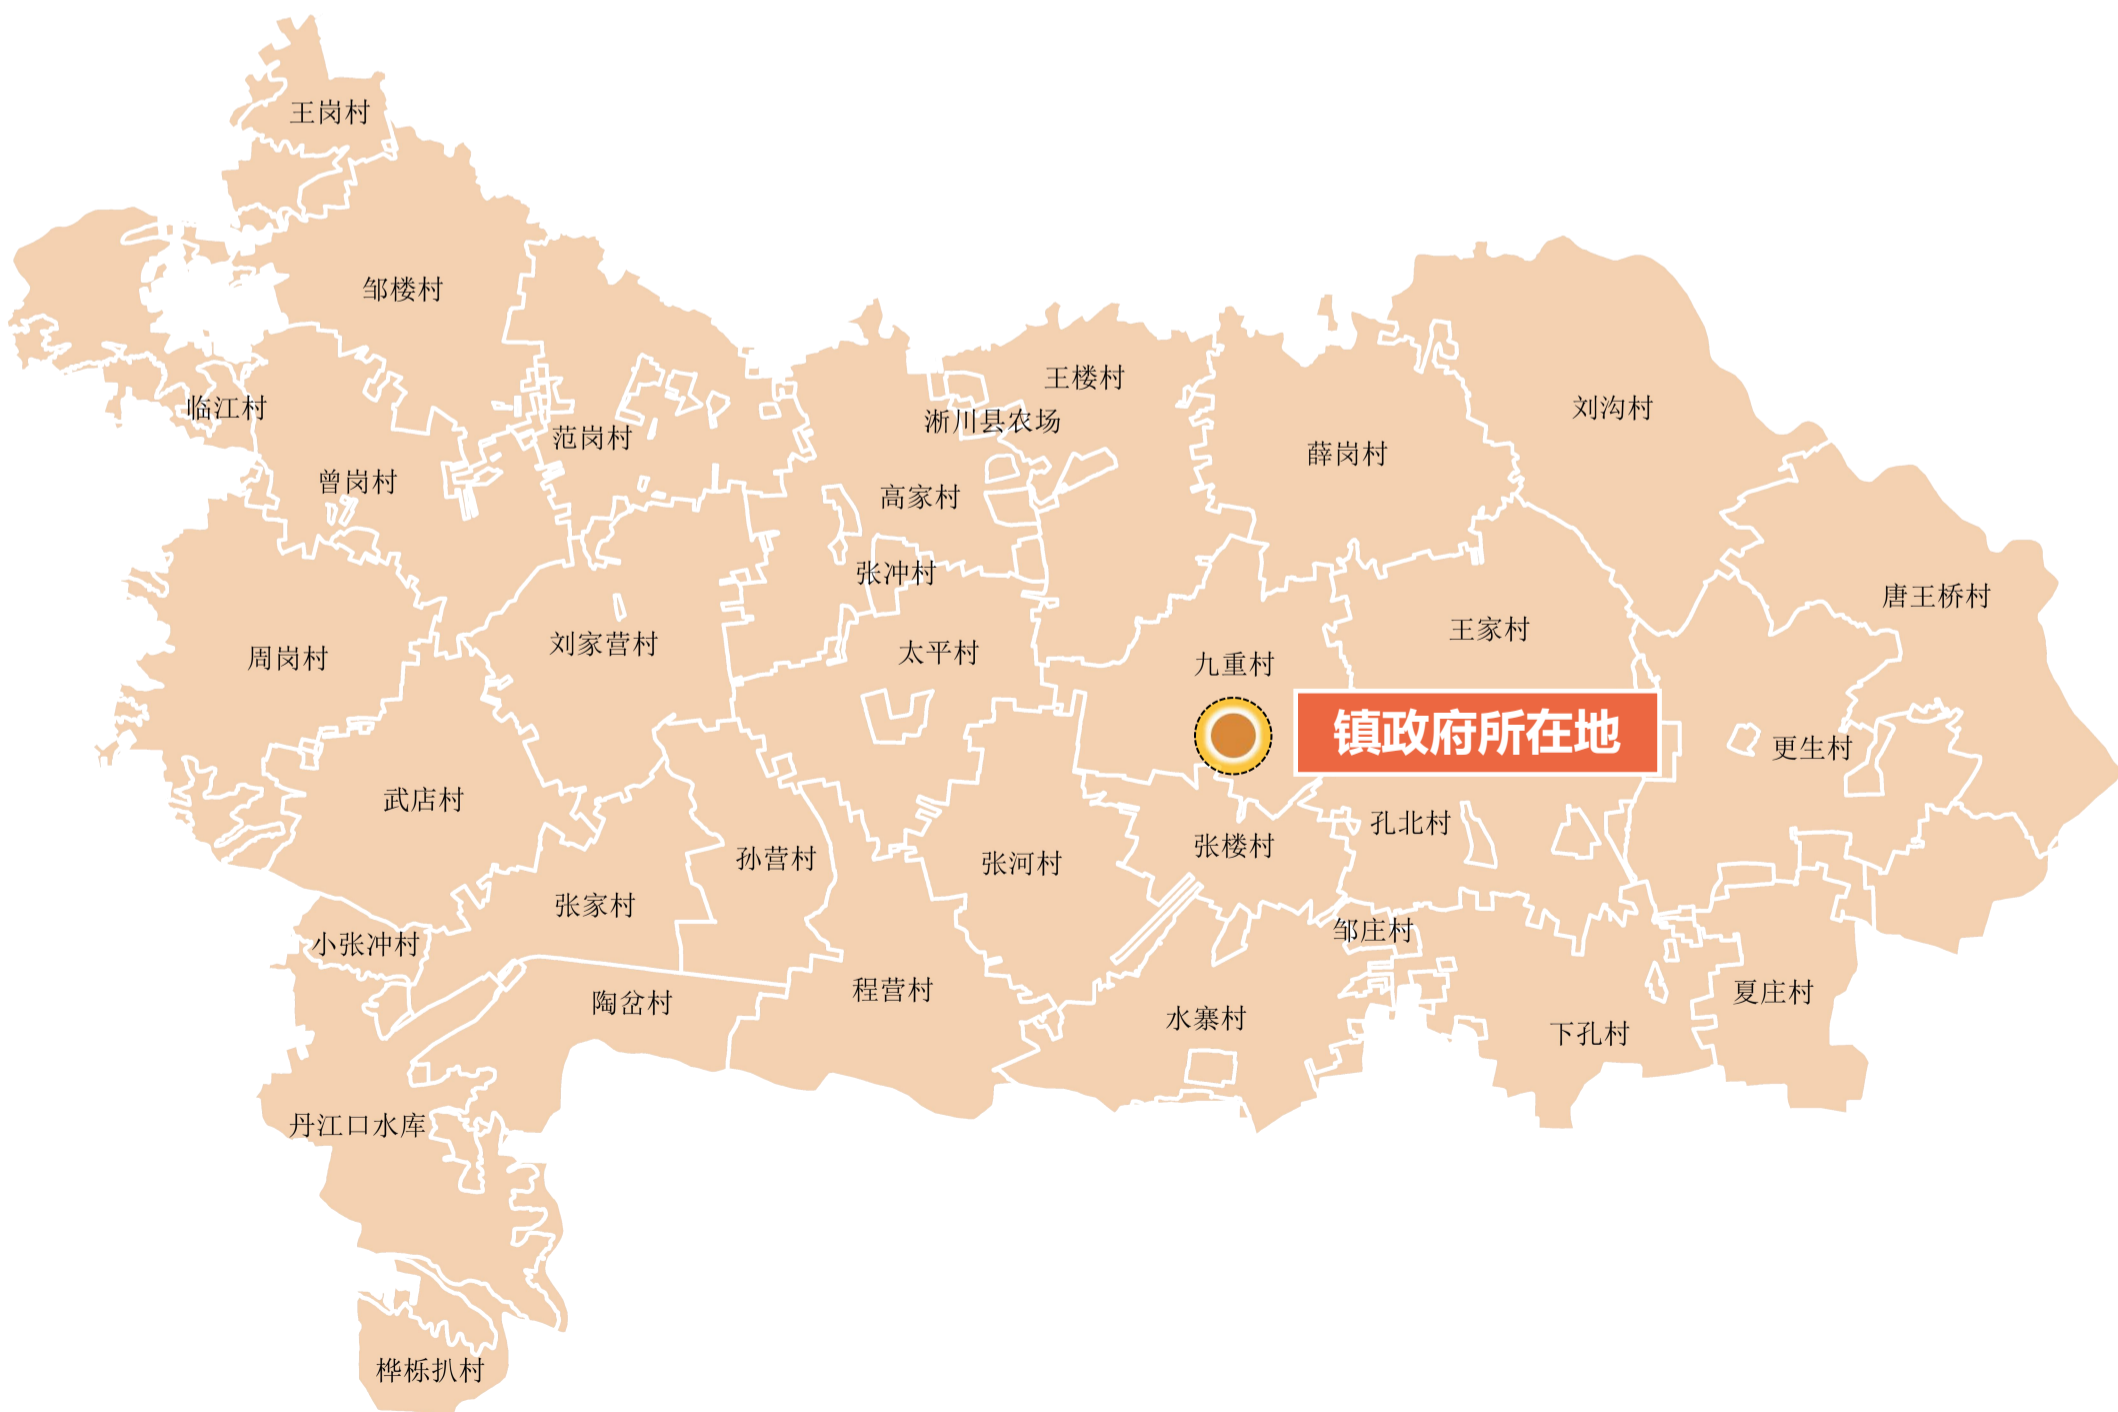 王岗村
邹楼村
王楼村
临江村
刘沟村
淅川县农场
范岗村
薛岗村
曾岗村
高家村
张冲村
唐王桥村
王家村
刘家营村
太平村
周岗村
九重村
镇政府所在地
更生村
武店村
孔北村
张楼村
孙营村
张河村
张家村
邹庄村
小张冲村
程营村
夏庄村
陶岔村
水寨村
下孔村
丹江口水库
桦栎扒村